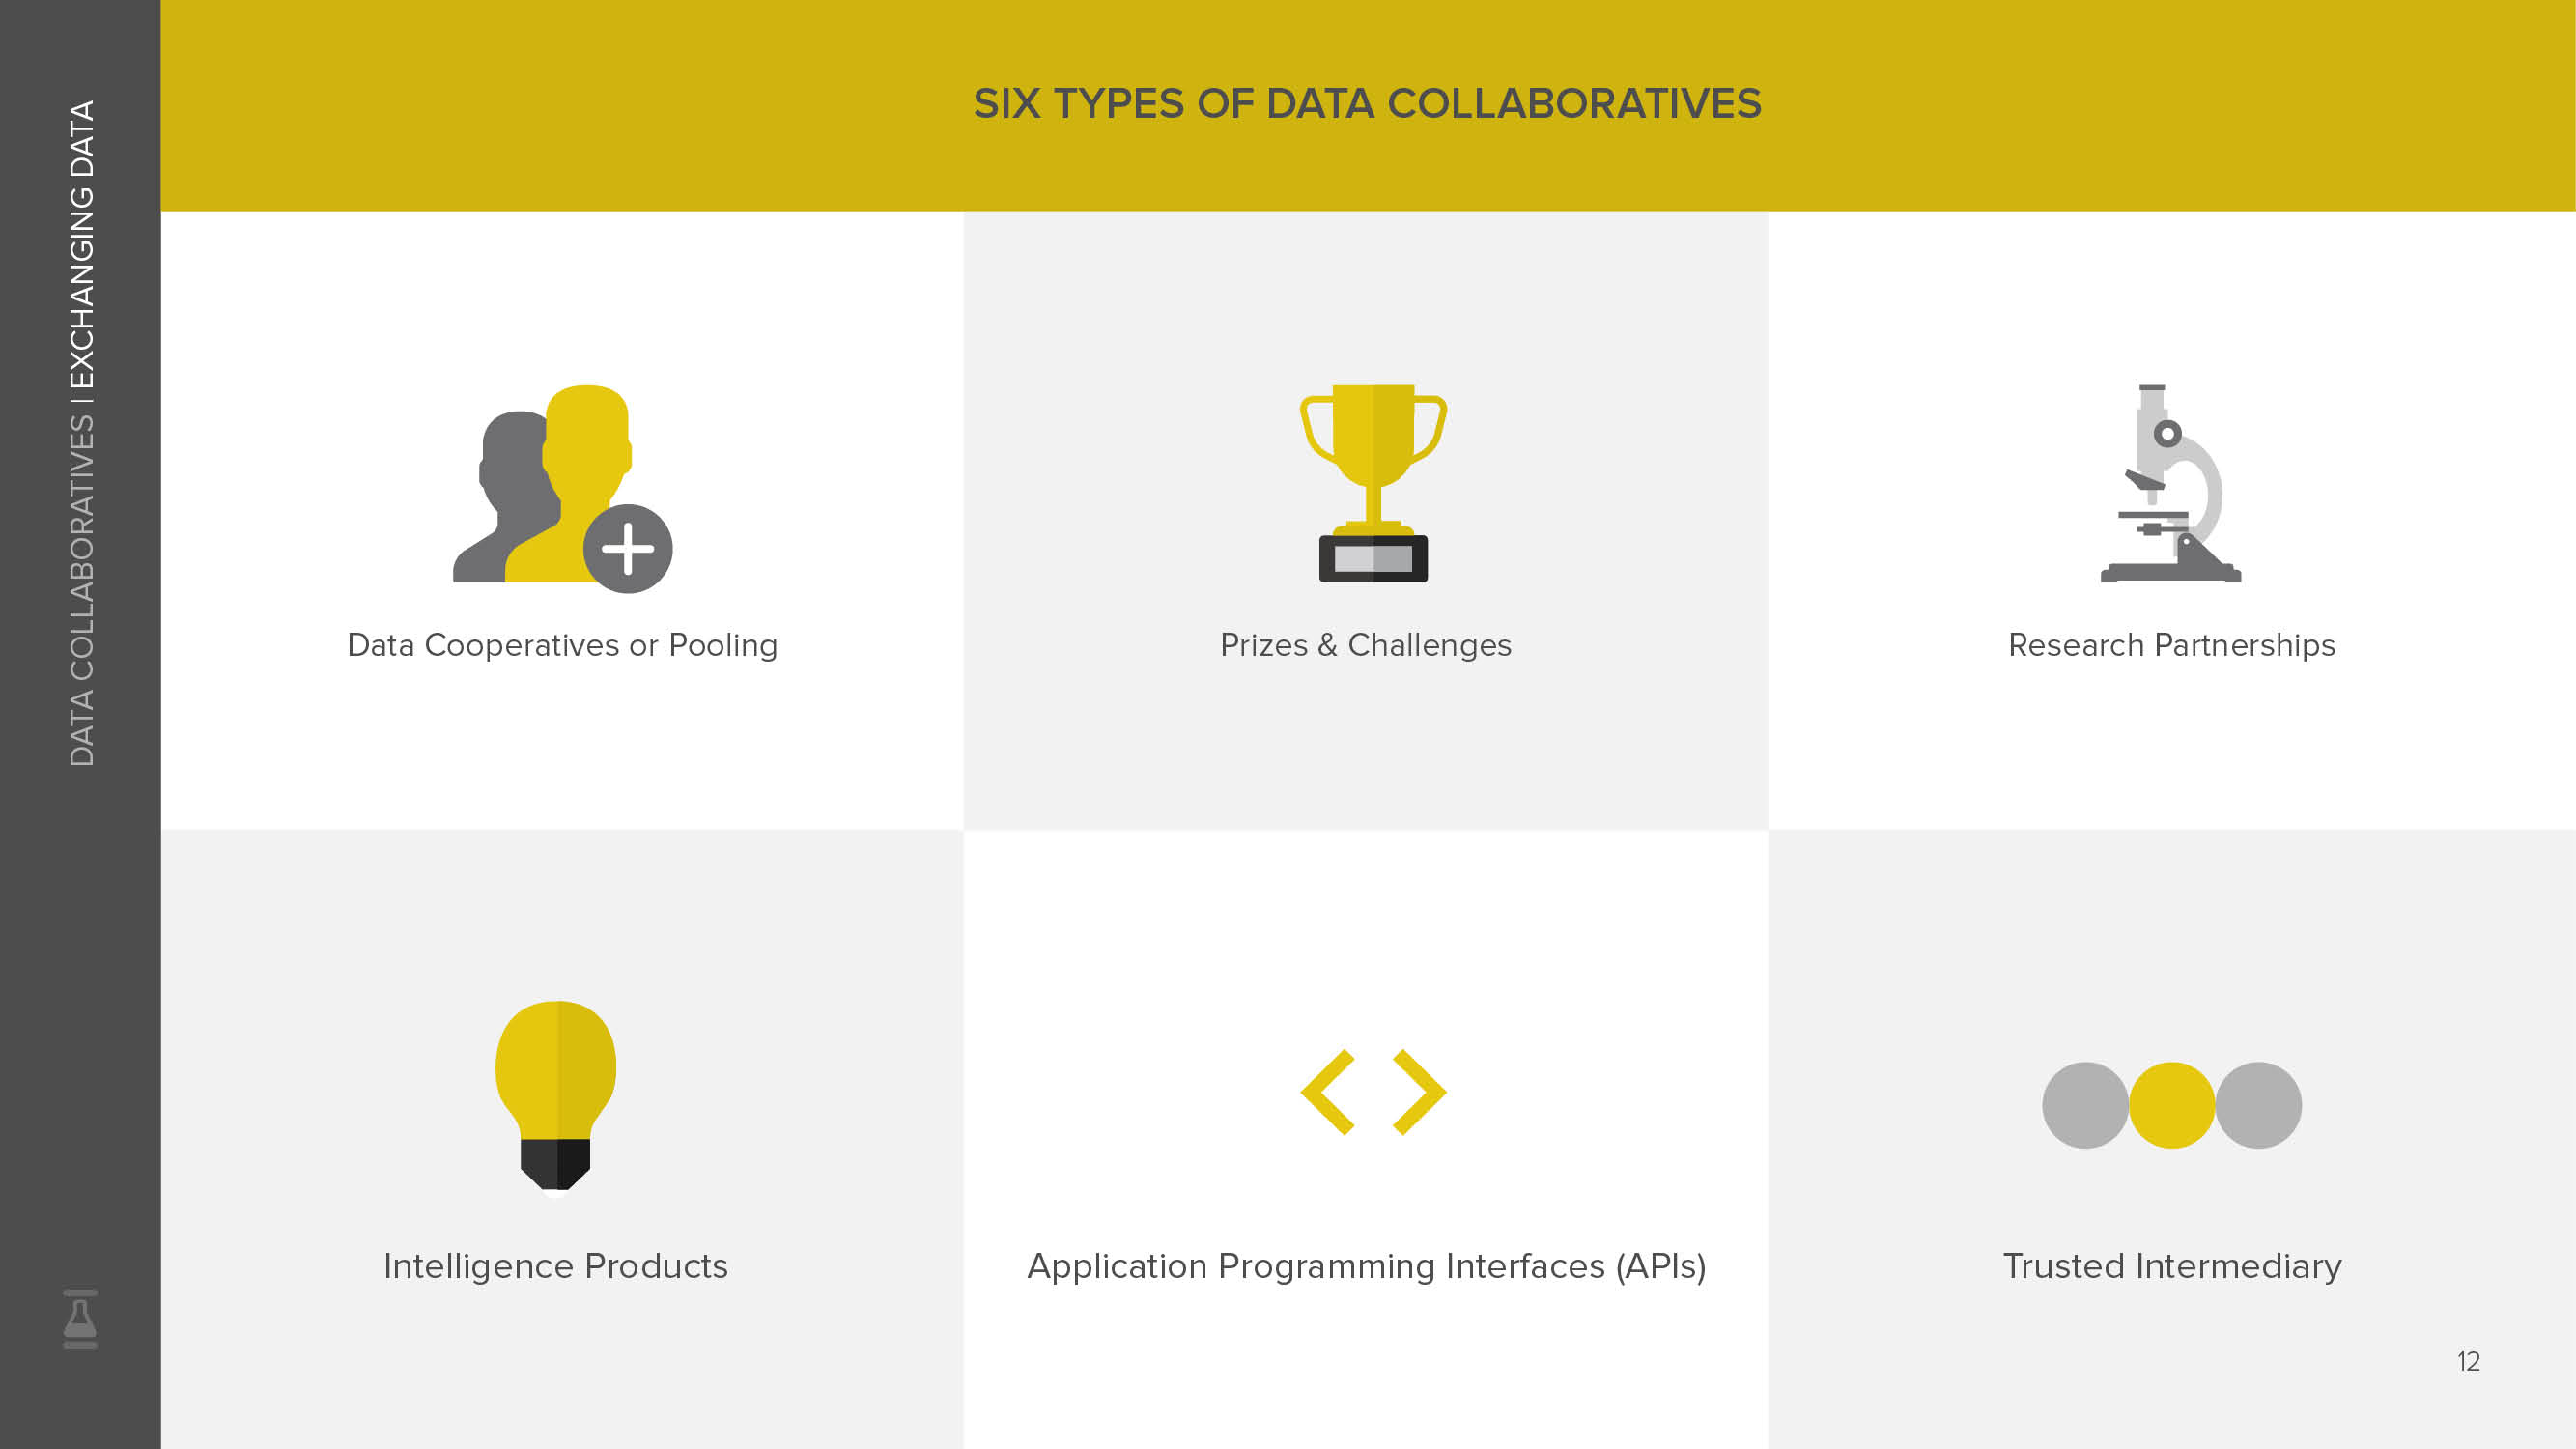 DATA COLLABORATIVES | EXCHANGING DATA
SIX TYPES OF DATA COLLABORATIVES
Data Cooperatives or Pooling
Prizes & Challenges
Research Partnerships
Intelligence Products
Application Programming Interfaces (APIs)
Trusted Intermediary
12